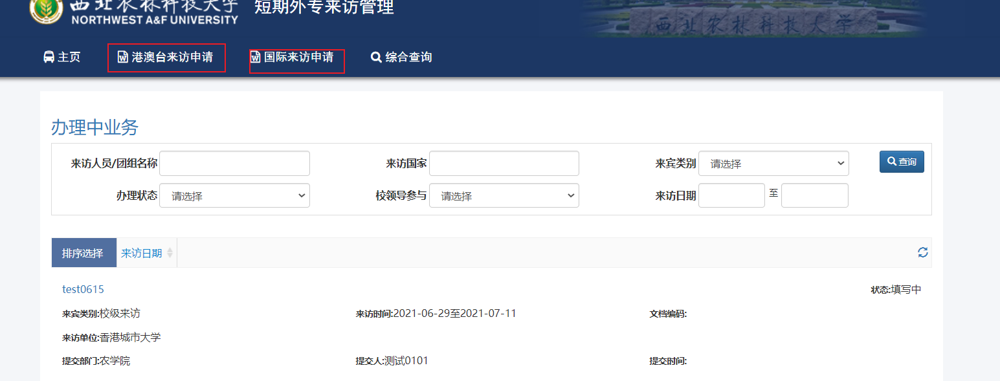 西北农林科技大学
短期外专来访管理
NORTHWEST A&F UNIVERSITY
西北农林科技大学
主页 港澳台来访申请 国际来访申请 综合查询
办理中业务
来访人员/团组名称 来访国家 来宾类别 请选择 查询
办理状态 请选择 校领导参与 请选择 来访日期 至
排序选择 来访日期
test0615 状态:填写中
来宾类别:校级来访 来访时间:2021-06-29至2021-07-11 文档编码:
来访单位:香港城市大学
提交部门:农学院 提交人:测试0101 提交时间: